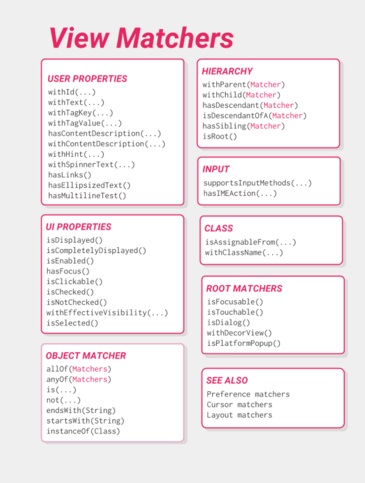 View Matchers
USER PROPERTIES
withId(...)
withText(...)
withTagKey(...)
withTagValue(...)
hasContentDescription(...)
withContentDescription(...)
withHint(...)
withSpinnerText(...)
hasLinks()
hasEllipsizedText()
hasMultilineTest()
UI PROPERTIES
isDisplayed()
isCompletelyDisplayed()
isEnabled()
hasFocus()
isClickable()
isChecked()
isNotChecked()
withEffectiveVisibility(...)
isSelected()
OBJECT MATCHER
allOf(Matchers)
anyOf(Matchers)
is(...)
not(...)
endsWith(String)
startsWith(String)
instanceOf(Class)
HIERARCHY
withParent(Matcher)
withChild(Matcher)
hasDescendant(Matcher)
isDescendantOfA(Matcher)
hasSibling(Matcher)
isRoot()
INPUT
supportsInputMethods(...)
hasIMEAction(...)
CLASS
isAssignableFrom(...)
withClassName(...)
ROOT MATCHERS
isFocusable()
isTouchable()
isDialog()
withDecorView()
isPlatformPopup()
SEE ALSO
Preference matchers
Cursor matchers
Layout matchers